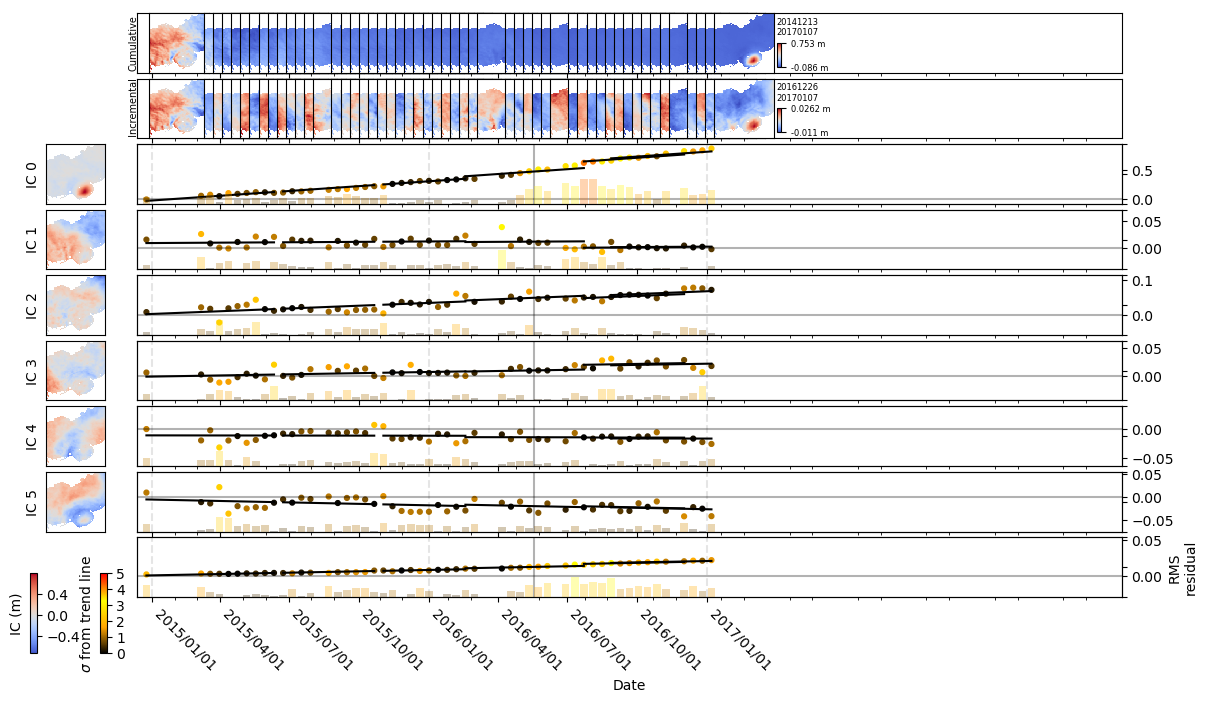 Cumulative
20141213
20170107
0.753 m
-0.086 m
Incremental
20161226
20170107
0.0262 m
-0.011 m
IC 0
0.5
0.0
IC 1
0.05
0.00
IC 2
0.1
0.0
IC 3
0.05
0.00
IC 4
0.00
−0.05
IC 5
0.05
0.00
−0.05
0.05
0.00
RMS
residual
IC (m)
0.4
0.0
−0.4
σ from trend line
5
4
3
2
1
0
2015/01/01
2015/04/01
2015/07/01
2015/10/01
2016/01/01
2016/04/01
2016/07/01
2016/10/01
2017/01/01
Date